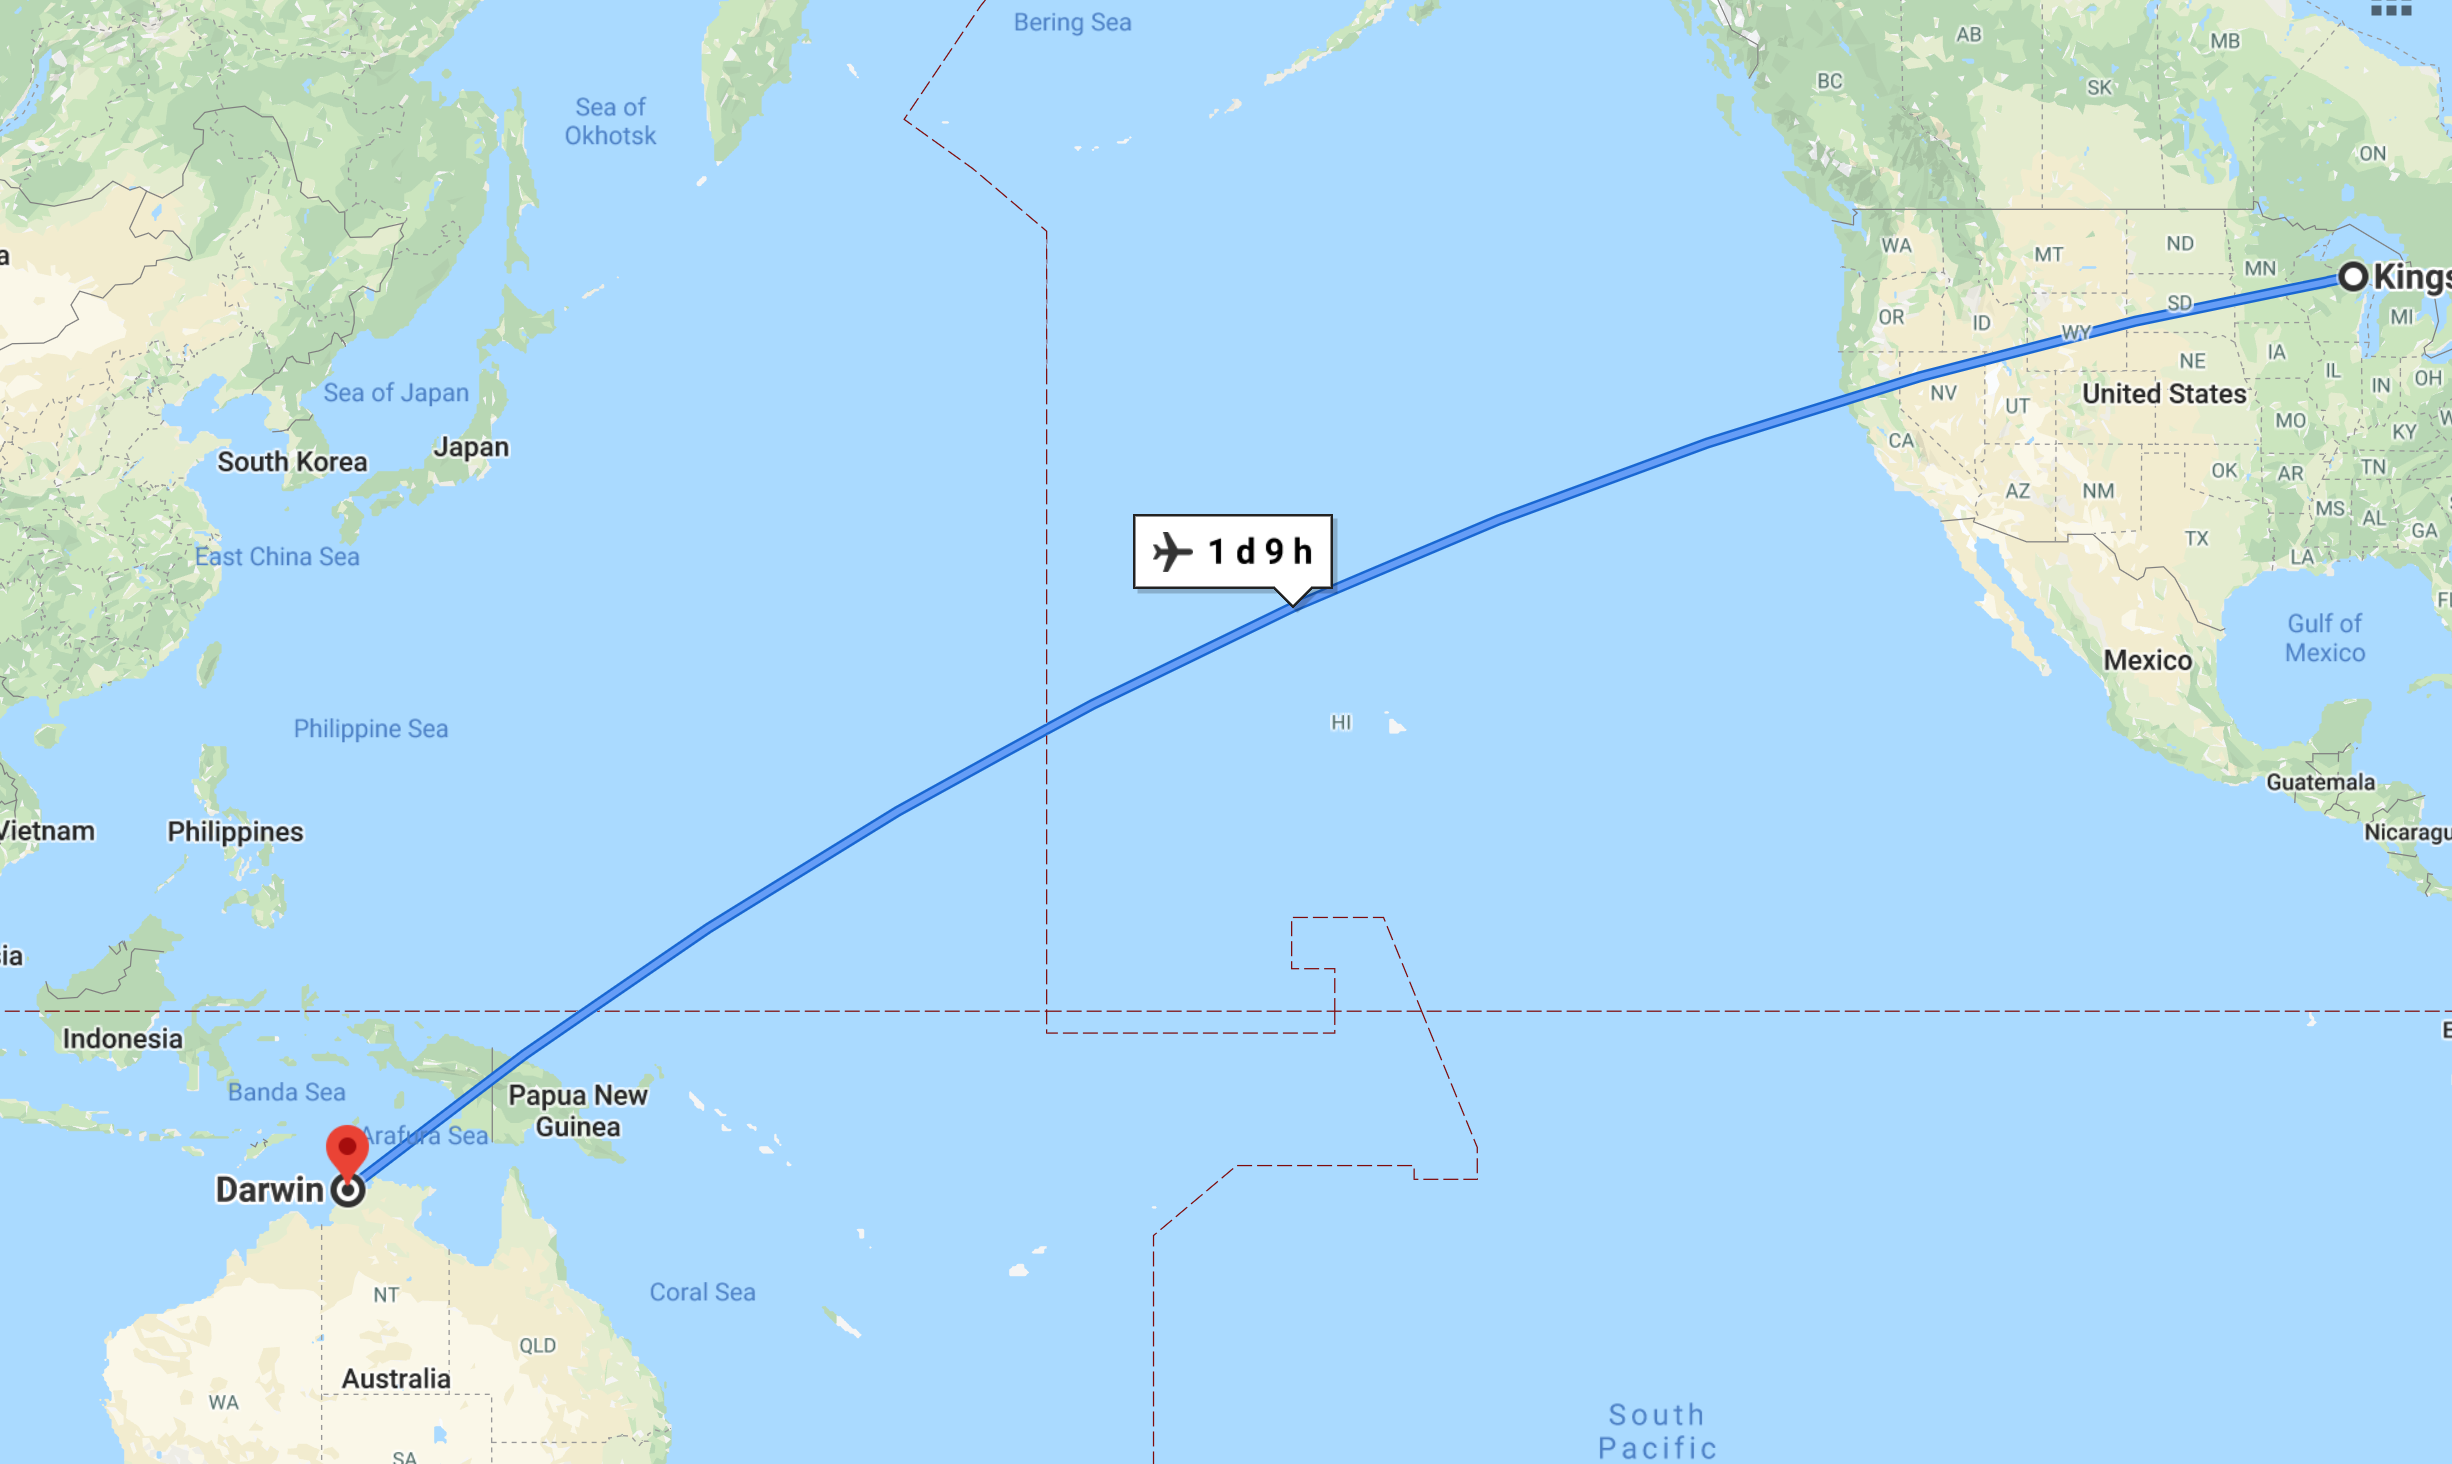 Bering Sea
AB
MB
BC
SK
Sea of
Okhotsk
ON
WA
ND
MT
MN
a
Kings
SD
OR
ID
MI
WY
IA
NE
IL
OH
IN
Sea of Japan
NV
United States
UT
MO
W
KY
CA
Japan
South Korea
TN
OK
AR
AZ
NM
MS
AL
GA
TX
1 d 9 h
East China Sea
LA
FL
Gulf of
Mexico
Mexico
HI
Philippine Sea
Guatemala
Vietnam
Philippines
Nicaragu
ia
Indonesia
E
Banda Sea
Papua New
Guinea
Arafura Sea
Darwin
NT
Coral Sea
QLD
Australia
WA
South
Pacific
SA